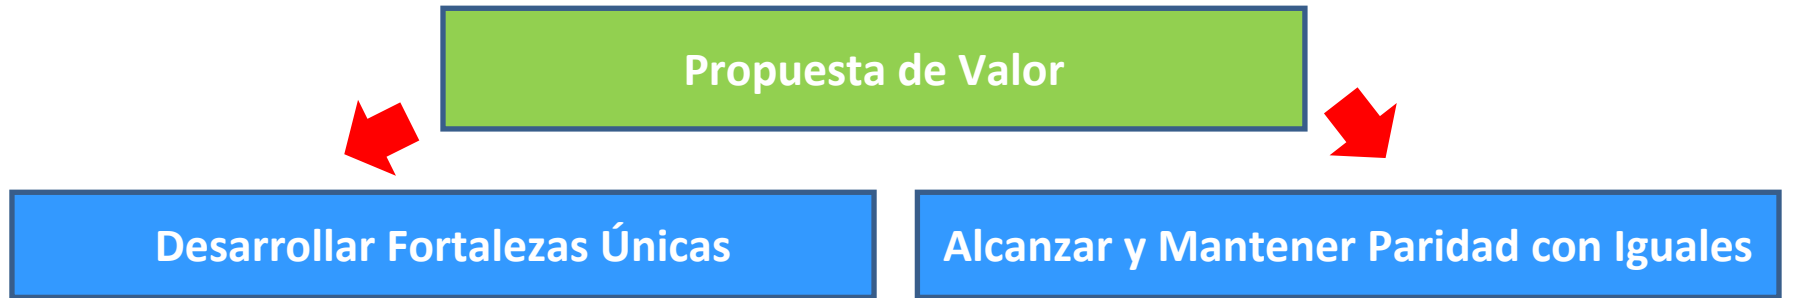 Propuesta de Valor
Desarrollar Fortalezas Únicas
Alcanzar y Mantener Paridad con Iguales